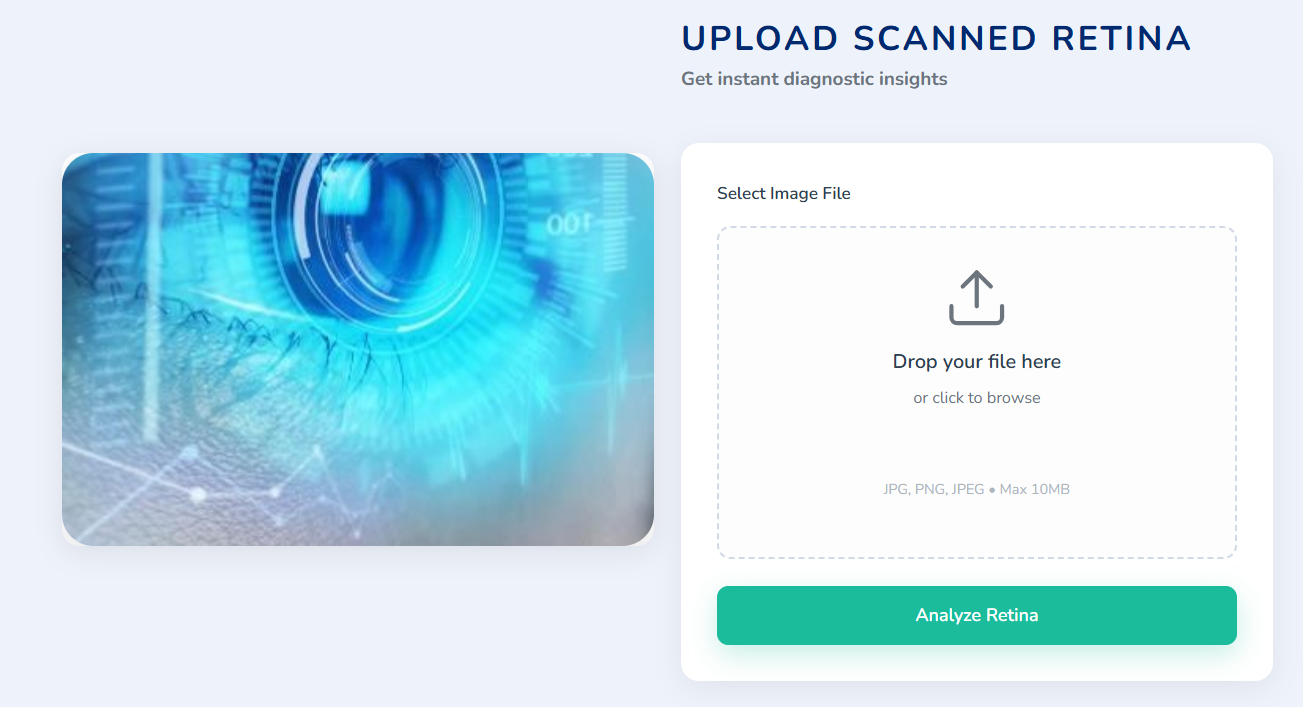 UPLOAD SCANNED RETINA
Get instant diagnostic insights
100
Select Image File
Drop your file here
or click to browse
JPG, PNG, JPEG • Max 10MB
Analyze Retina